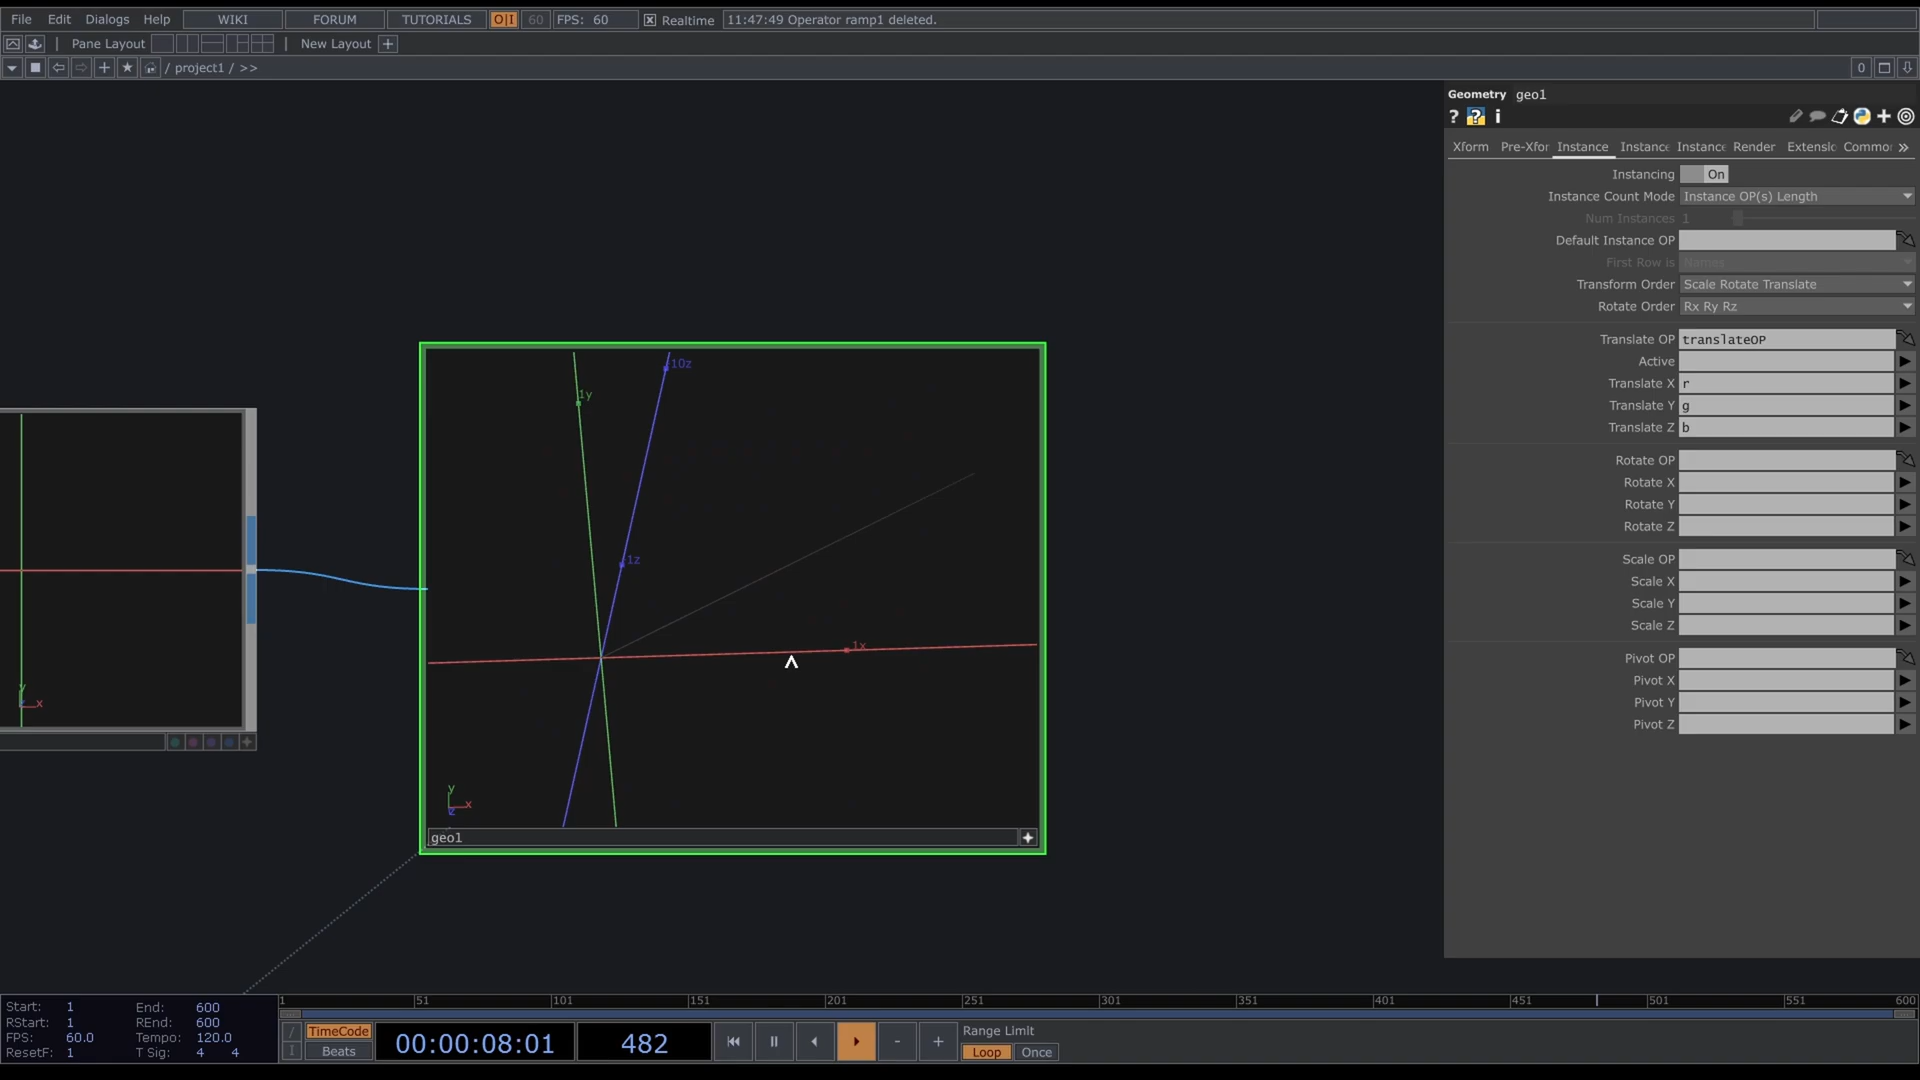 File Edit Dialogs Help WIKI FORUM TUTORIALS O|I 60 FPS: 60 Realtime 11:47:49 Operator ramp1 deleted.
Pane Layout New Layout +
/ project1 / >> 0
Geometry geo1
? ? i
Xform Pre-Xfor Instance Instance Instance Render Extensio Common »
Instancing On
Instance Count Mode Instance OP(s) Length
Num Instances 1
Default Instance OP
First Row is Names
Transform Order Scale Rotate Translate
Rotate Order Rx Ry Rz
Translate OP translateOP
Active
Translate X r
Translate Y g
Translate Z b
Rotate OP
Rotate X
Rotate Y
Rotate Z
Scale OP
Scale X
Scale Y
Scale Z
Pivot OP
Pivot X
Pivot Y
Pivot Z
10z
1y
1z
1x
y
x
y
x
z
geo1
1 51 101 151 201 251 301 351 401 451 501 551 600
Start: 1 End: 600
RStart: 1 REnd: 600
FPS: 60.0 Tempo: 120.0
ResetF: 1 T Sig: 4 4
TimeCode
Beats
00:00:08:01 482
- +
Range Limit
Loop Once